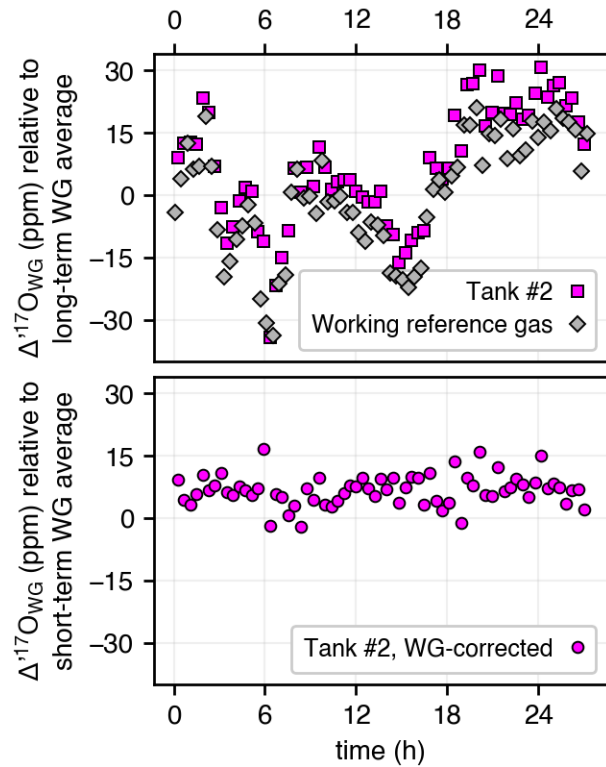 0 6 12 18 24
Δ'¹⁷O_WG (ppm) relative to
long-term WG average
30
15
0
−15
−30
Tank #2
Working reference gas
Δ'¹⁷O_WG (ppm) relative to
short-term WG average
30
15
0
−15
−30
Tank #2, WG-corrected
0 6 12 18 24
time (h)